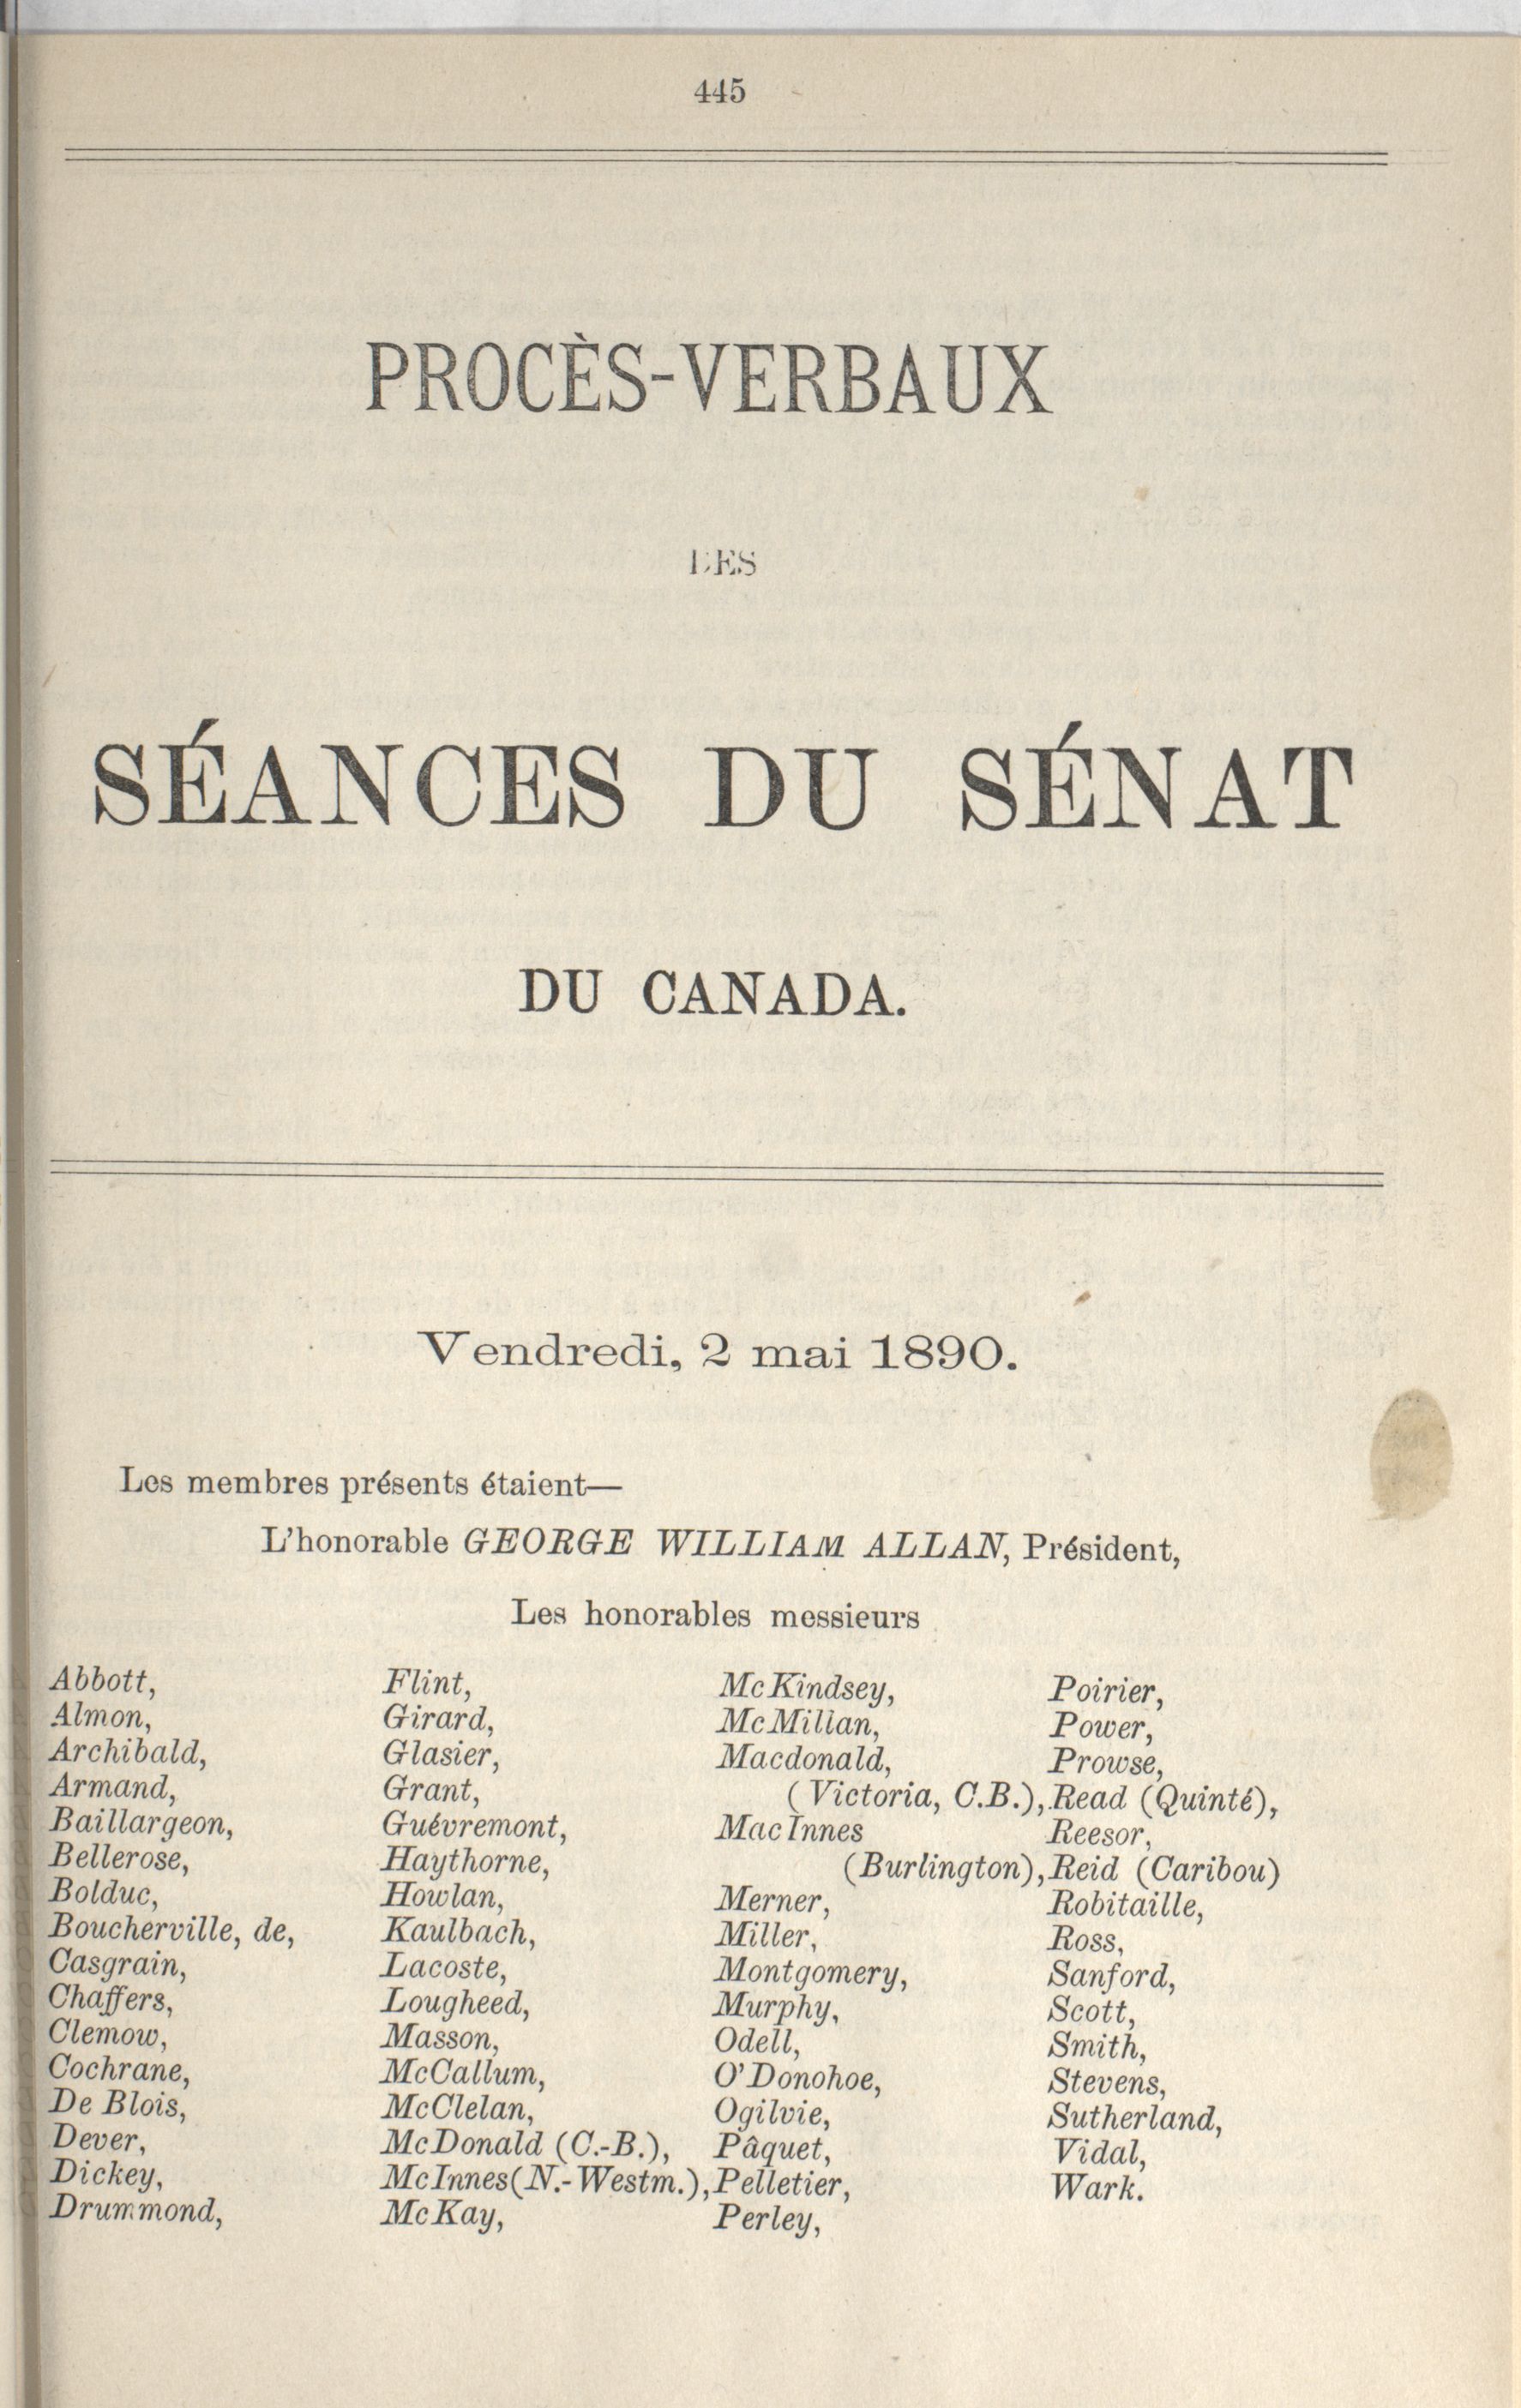 445
PROCÈS-VERBAUX
DES
SÉANCES DU SÉNAT
DU CANADA.
Vendredi, 2 mai 1890.
Les membres présents étaient—
L'honorable GEORGE WILLIAM ALLAN, Président,
Les honorables messieurs
Abbott,
Almon,
Archibald,
Armand,
Baillargeon,
Bellerose,
Bolduc,
Boucherville, de,
Casgrain,
Chaffers,
Clemow,
Cochrane,
De Blois,
Dever,
Dickey,
Drummond,
Flint,
Girard,
Glasier,
Grant,
Guévremont,
Haythorne,
Howlan,
Kaulbach,
Lacoste,
Lougheed,
Masson,
McCallum,
McClelan,
McDonald (C.-B.),
McInnes(N.-Westm.),
McKay,
McKindsey,
McMillan,
Macdonald,
(Victoria, C.B.),
MacInnes
(Burlington),
Merner,
Miller,
Montgomery,
Murphy,
Odell,
O'Donohoe,
Ogilvie,
Pâquet,
Pelletier,
Perley,
Poirier,
Power,
Prowse,
Read (Quinté),
Reesor,
Reid (Caribou)
Robitaille,
Ross,
Sanford,
Scott,
Smith,
Stevens,
Sutherland,
Vidal,
Wark.